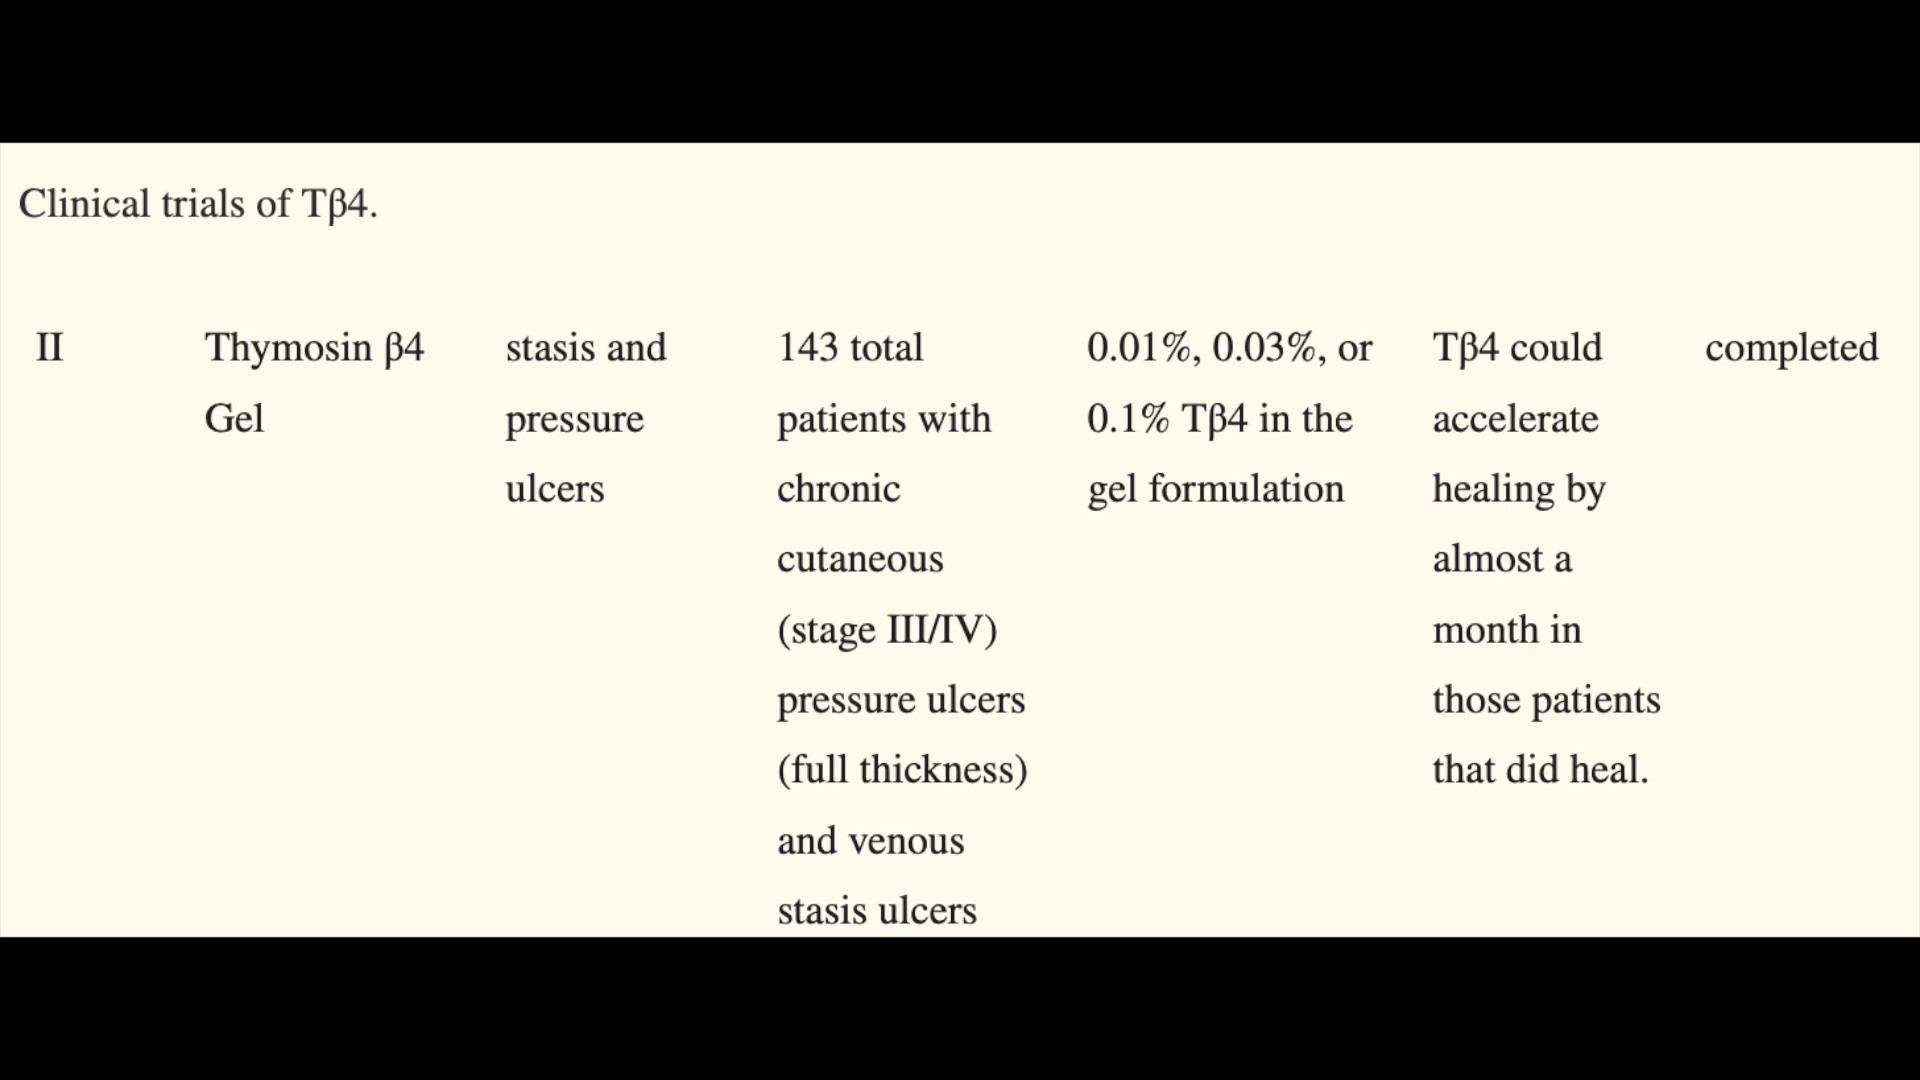 Clinical trials of Tβ4.
II Thymosin β4 stasis and 143 total 0.01%, 0.03%, or Tβ4 could completed
Gel pressure patients with 0.1% Tβ4 in the accelerate
ulcers chronic gel formulation healing by
cutaneous almost a
(stage III/IV) month in
pressure ulcers those patients
(full thickness) that did heal.
and venous
stasis ulcers